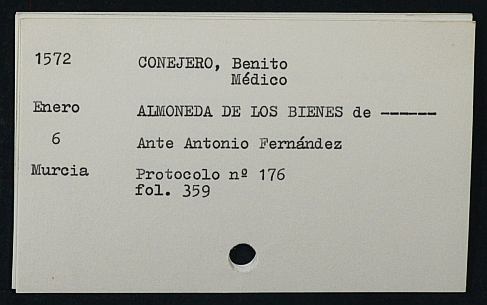 1572 CONEJERO, Benito
Médico
Enero ALMONEDA DE LOS BIENES de ------
6 Ante Antonio Fernández
Murcia Protocolo nº 176
fol. 359